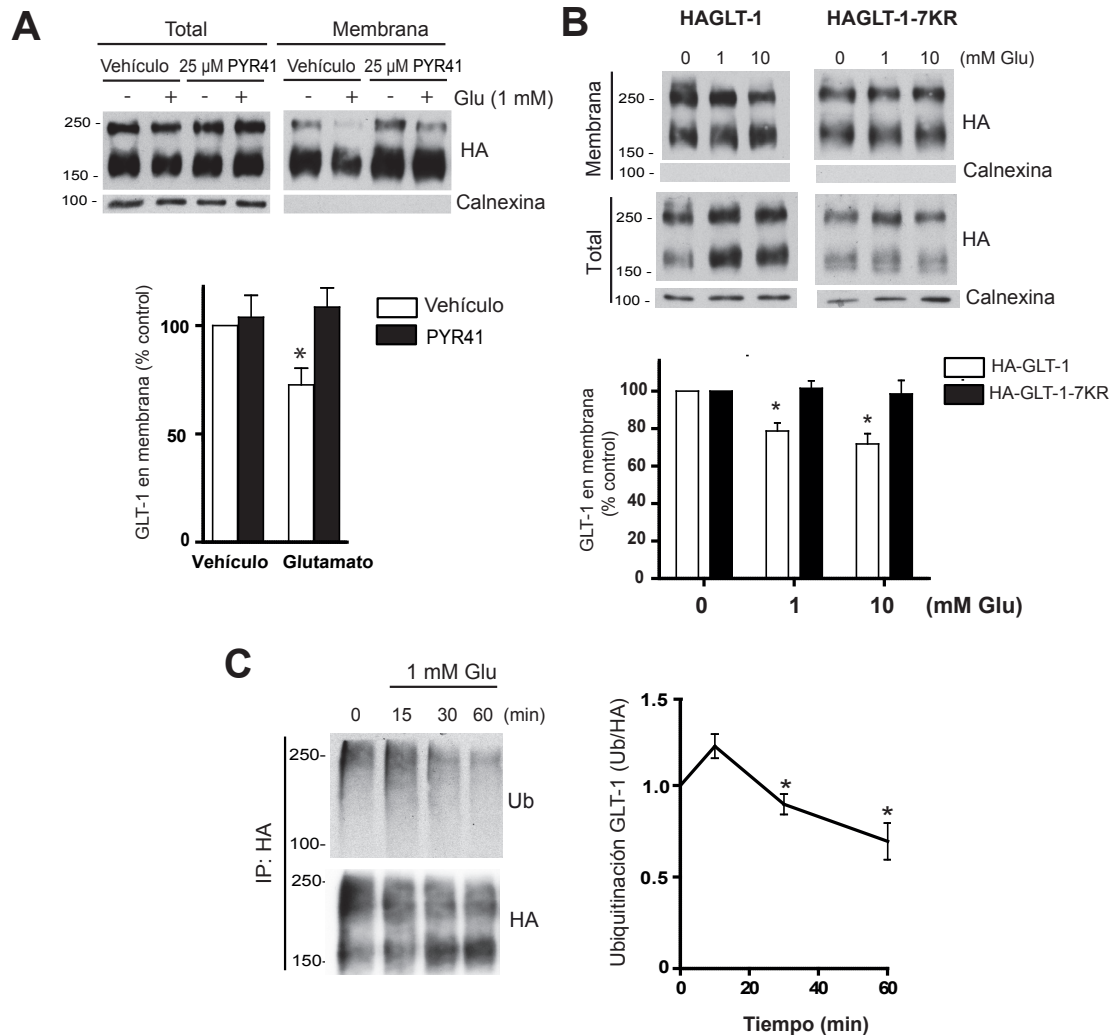 A
Total Membrana
Vehículo 25 µM PYR41 Vehículo 25 µM PYR41
- + - + - + - + Glu (1 mM)
250 -
HA
150 -
100 - Calnexina
GLT-1 en membrana (% control)
100
50
0
*
Vehículo
PYR41
Vehículo Glutamato
B
HAGLT-1 HAGLT-1-7KR
0 1 10 0 1 10 (mM Glu)
Membrana
250 -
HA
150 -
100 - Calnexina
Total
250 -
HA
150 -
100 - Calnexina
GLT-1 en membrana
(% control)
100
80
60
40
20
0
* *
HA-GLT-1
HA-GLT-1-7KR
0 1 10 (mM Glu)
C
1 mM Glu
0 15 30 60 (min)
IP: HA
250-
Ub
100-
250-
HA
150-
Ubiquitinación GLT-1 (Ub/HA)
1.5
1.0
0.5
0
* *
0 20 40 60
Tiempo (min)